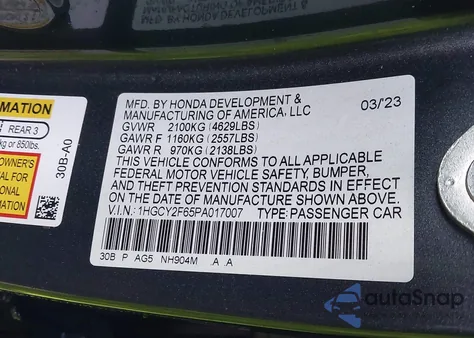 MFD. BY HONDA DEVELOPMENT &
MANUFACTURING OF AMERICA, LLC
03/23
GVWR 2100KG (4629LBS)
GAWR F 1160KG (2557LBS)
GAWR R 970KG (2138LBS)
THIS VEHICLE CONFORMS TO ALL APPLICABLE
FEDERAL MOTOR VEHICLE SAFETY, BUMPER,
AND THEFT PREVENTION STANDARDS IN EFFECT
ON THE DATE OF MANUFACTURE SHOWN ABOVE.
V.I.N.: 1HGCY2F65PA017007 TYPE: PASSENGER CAR
30B P AG5 NH904M A A
REAR 3
kg or 850lbs.
OWNER'S
FOR
30B-A0
autoSnap